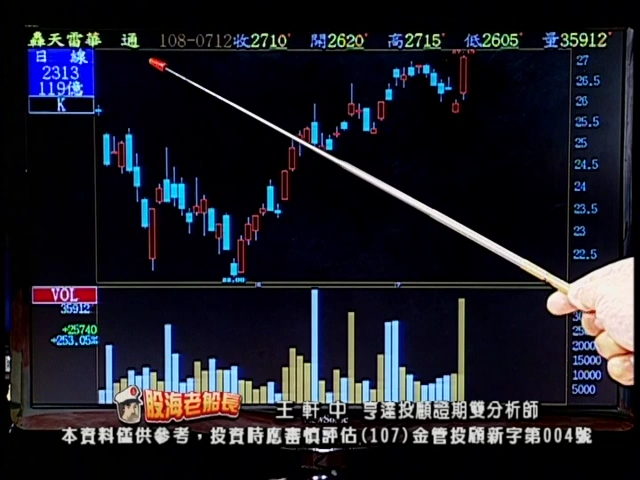 通 108-0712收2710 開2620 高2715 低2605 量35912
日 線
2313
119億
K
27
26.5
26
25.5
25
24.5
24
23.5
23
22.5
VOL
35912
+25740
+253.05%
20000
15000
10000
5000
股海老船長
王軒中 亨達投顧證期雙分析師
本資料僅供參考，投資時應審慎評估(107)金管投顧新字第004號